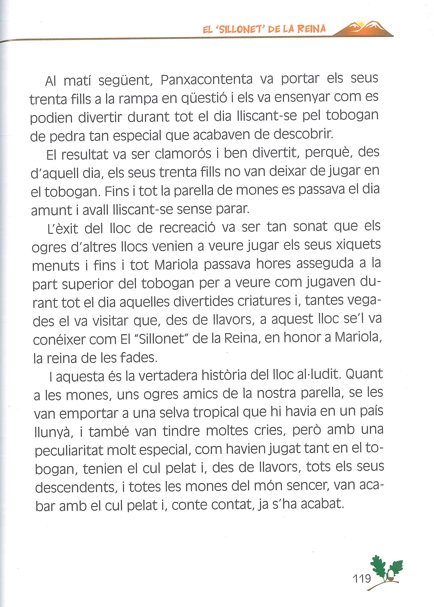 EL 'SILLONET' DE LA REINA
Al matí següent, Panxacontenta va portar els seus
trenta fills a la rampa en qüestió i els va ensenyar com es
podien divertir durant tot el dia lliscant-se pel tobogan
de pedra tan especial que acabaven de descobrir.
El resultat va ser clamorós i ben divertit, perquè, des
d'aquell dia, els seus trenta fills no van deixar de jugar en
el tobogan. Fins i tot la parella de mones es passava el dia
amunt i avall lliscant-se sense parar.
L'èxit del lloc de recreació va ser tan sonat que els
ogres d'altres llocs venien a veure jugar els seus xiquets
menuts i fins i tot Mariola passava hores asseguda a la
part superior del tobogan per a veure com jugaven du-
rant tot el dia aquelles divertides criatures i, tantes vega-
des el va visitar que, des de llavors, a aquest lloc se'l va
conéixer com El "Sillonet" de la Reina, en honor a Mariola,
la reina de les fades.
I aquesta és la vertadera història del lloc al·ludit. Quant
a les mones, uns ogres amics de la nostra parella, se les
van emportar a una selva tropical que hi havia en un país
llunyà, i també van tindre moltes cries, però amb una
peculiaritat molt especial, com havien jugat tant en el to-
bogan, tenien el cul pelat i, des de llavors, tots els seus
descendents, i totes les mones del món sencer, van aca-
bar amb el cul pelat i, conte contat, ja s'ha acabat.
119